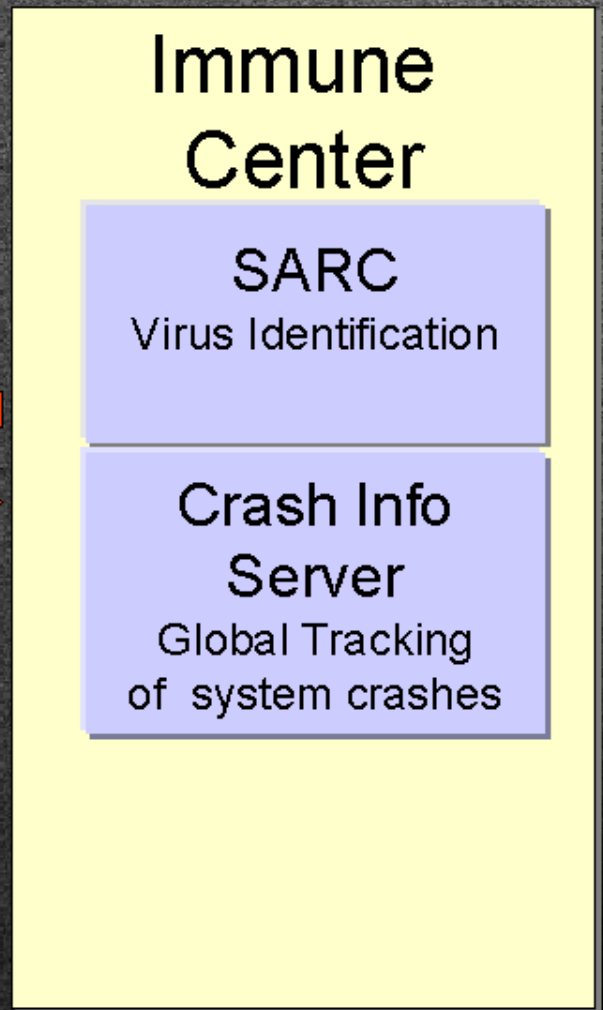 Immune
Center
SARC
Virus Identification
Crash Info
Server
Global Tracking
of system crashes